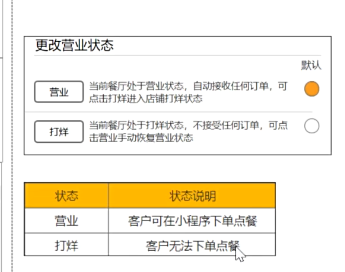 更改营业状态
默认
营业
当前餐厅处于营业状态，自动接收任何订单，可
点击打烊进入店铺打烊状态
打烊
当前餐厅处于打烊状态，不接受任何订单，可点
击营业手动恢复营业状态
状态 状态说明
营业 客户可在小程序下单点餐
打烊 客户无法下单点餐